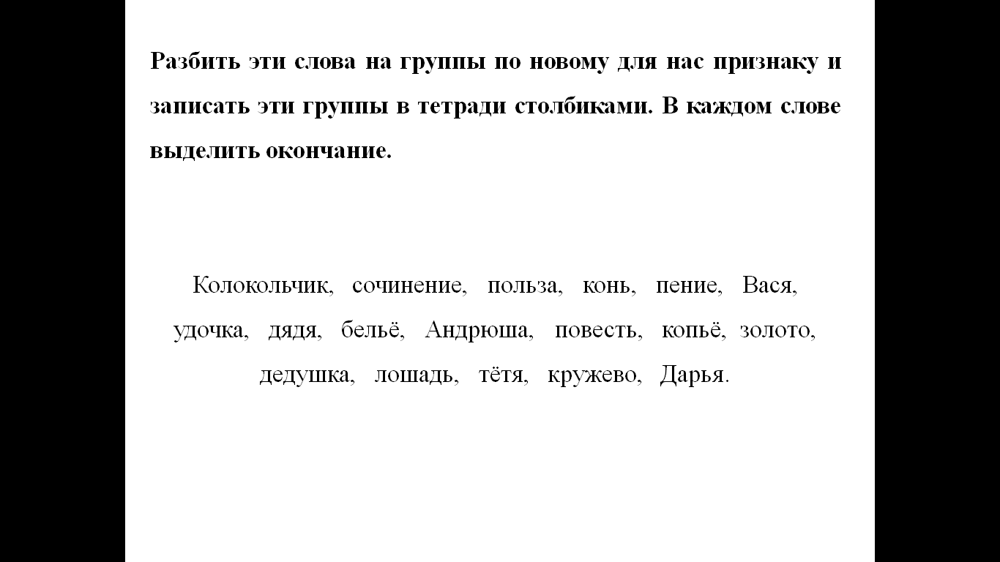 Разбить эти слова на группы по новому для нас признаку и
записать эти группы в тетради столбиками. В каждом слове
выделить окончание.
Колокольчик, сочинение, польза, конь, пение, Вася,
удочка, дядя, бельё, Андрюша, повесть, копьё, золото,
дедушка, лошадь, тётя, кружево, Дарья.